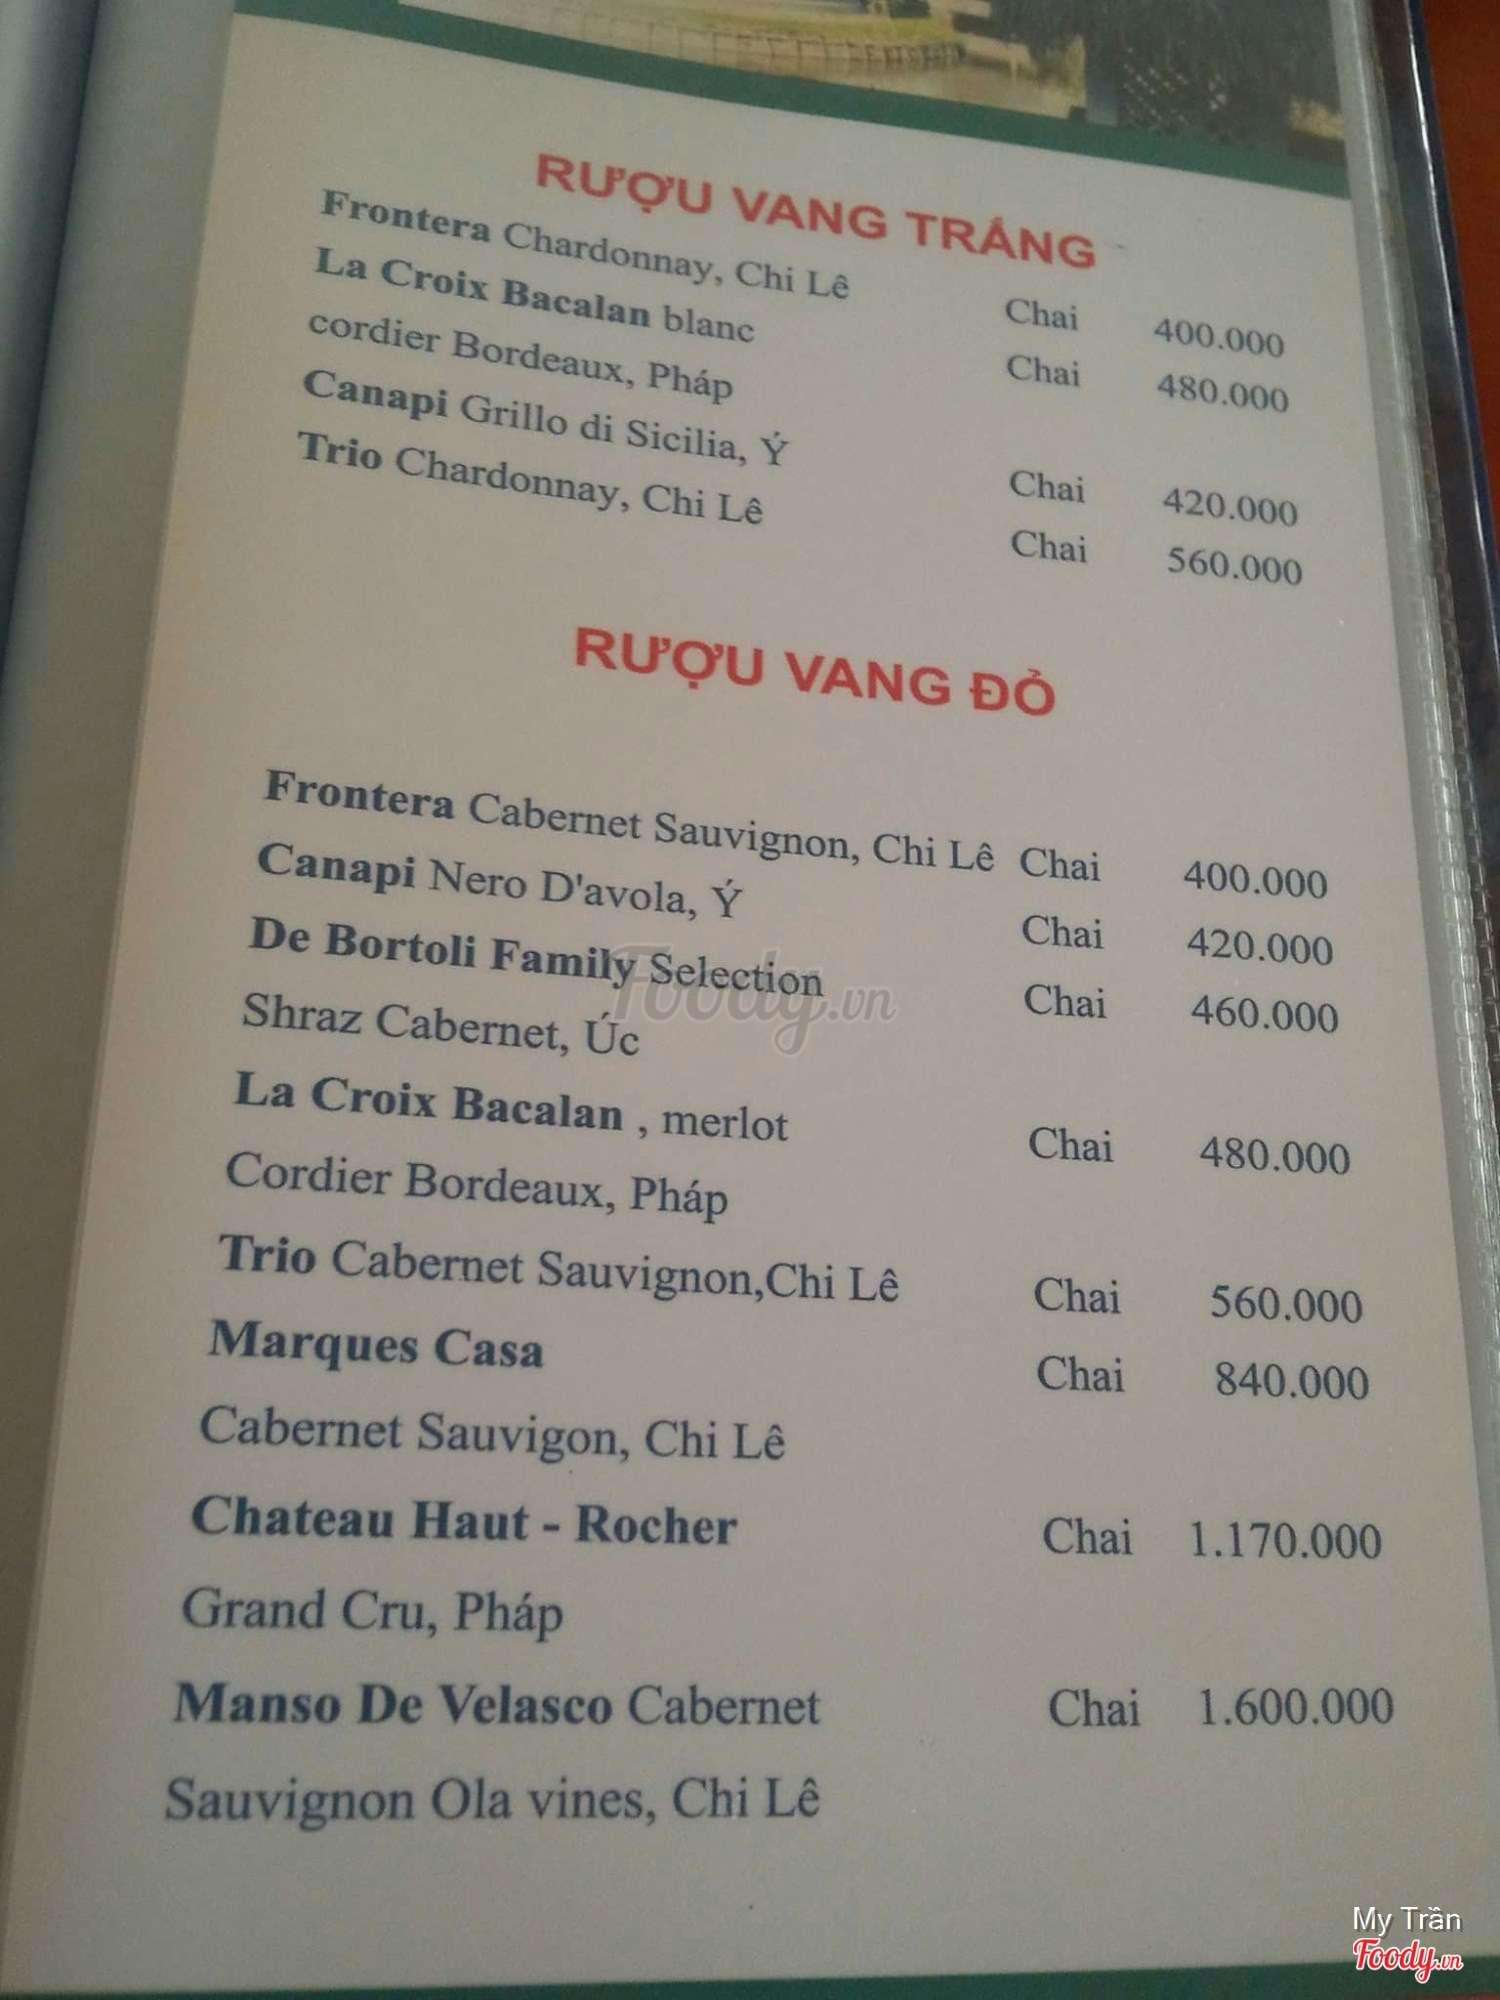 RƯỢU VANG TRẮNG
Frontera Chardonnay, Chi Lê Chai 400.000
La Croix Bacalan blanc Chai 480.000
cordier Bordeaux, Pháp
Canapi Grillo di Sicilia, Ý Chai 420.000
Trio Chardonnay, Chi Lê Chai 560.000
RƯỢU VANG ĐỎ
Frontera Cabernet Sauvignon, Chi Lê Chai 400.000
Canapi Nero D'avola, Ý Chai 420.000
De Bortoli Family Selection Chai 460.000
Shraz Cabernet, Úc
La Croix Bacalan , merlot Chai 480.000
Cordier Bordeaux, Pháp
Trio Cabernet Sauvignon,Chi Lê Chai 560.000
Marques Casa Chai 840.000
Cabernet Sauvigon, Chi Lê
Chateau Haut - Rocher Chai 1.170.000
Grand Cru, Pháp
Manso De Velasco Cabernet Chai 1.600.000
Sauvignon Ola vines, Chi Lê
Foody.vn
My Trần
Foody.vn